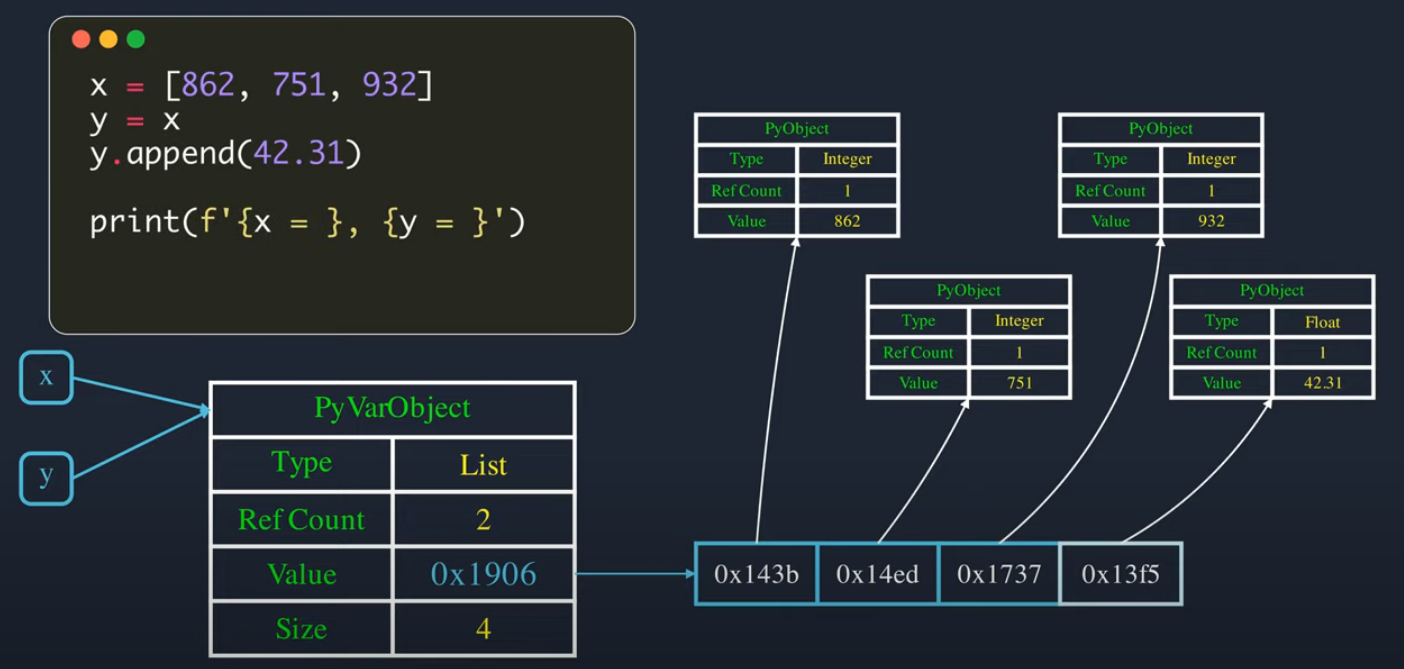 x = [862, 751, 932]
y = x
y.append(42.31)
print(f'{x = }, {y = }')
x
y
PyVarObject
Type List
Ref Count 2
Value 0x1906
Size 4
PyObject
Type Integer
Ref Count 1
Value 862
PyObject
Type Integer
Ref Count 1
Value 932
PyObject
Type Integer
Ref Count 1
Value 751
PyObject
Type Float
Ref Count 1
Value 42.31
0x143b 0x14ed 0x1737 0x13f5